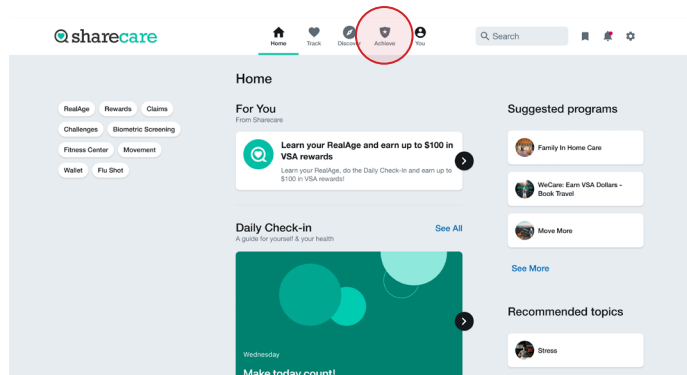 sharecare
Home
Track
Discover
Achieve
You
Search
Home
RealAge
Rewards
Claims
Challenges
Biometric Screening
Fitness Center
Movement
Wallet
Flu Shot
For You
From Sharecare
Learn your RealAge and earn up to $100 in
VSA rewards
Learn your RealAge, do the Daily Check-In and earn up to
$100 in VSA rewards!
Daily Check-in
See All
A guide for yourself & your health
Wednesday
Make today count!
Suggested programs
Family In Home Care
WeCare: Earn VSA Dollars -
Book Travel
Move More
See More
Recommended topics
Stress